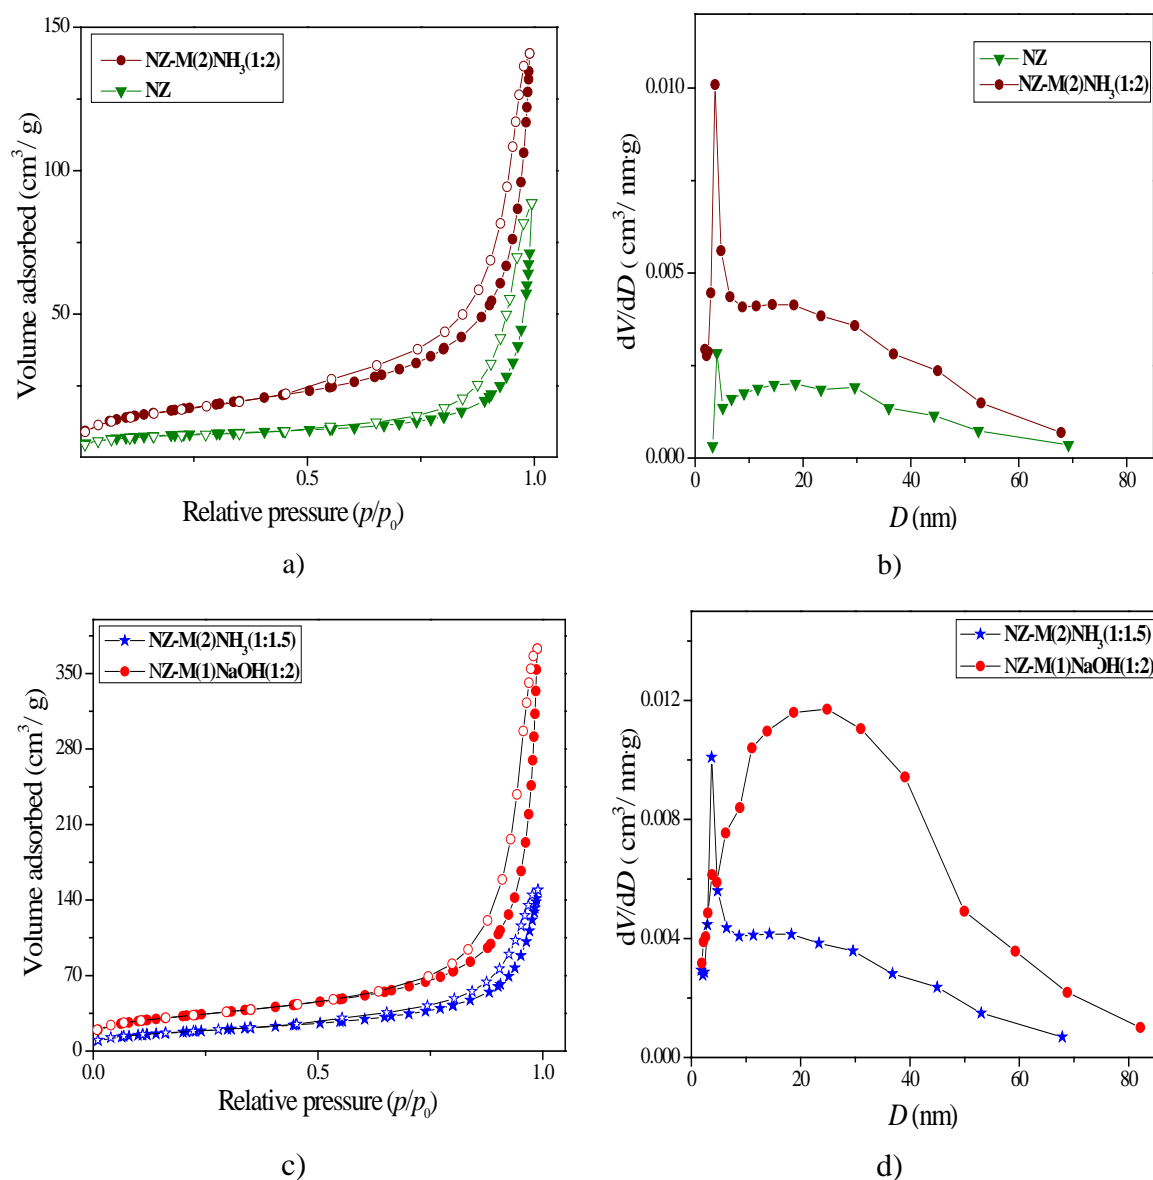 150
100
50
Volume adsorbed (cm³/ g)
NZ-M(2)NH₃(1:2)
NZ
0.5
1.0
Relative pressure (p/p₀)
a)
0.010
0.005
0.000
dV/dD ( cm³/ nm·g)
NZ
NZ-M(2)NH₃(1:2)
0
20
40
60
80
D (nm)
b)
350
280
210
140
70
0
Volume adsorbed (cm³/ g)
NZ-M(2)NH₃(1:1.5)
NZ-M(1)NaOH(1:2)
0.0
0.5
1.0
Relative pressure (p/p₀)
c)
0.012
0.008
0.004
0.000
dV/dD ( cm³/ nm·g)
NZ-M(2)NH₃(1:1.5)
NZ-M(1)NaOH(1:2)
0
20
40
60
80
D (nm)
d)